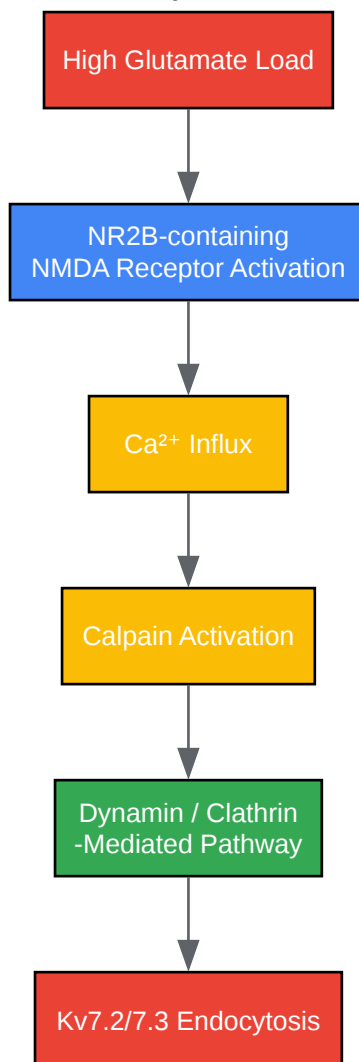 High Glutamate Load
NR2B-containing
NMDA Receptor Activation
Ca²⁺ Influx
Calpain Activation
Dynamin / Clathrin
-Mediated Pathway
Kv7.2/7.3 Endocytosis